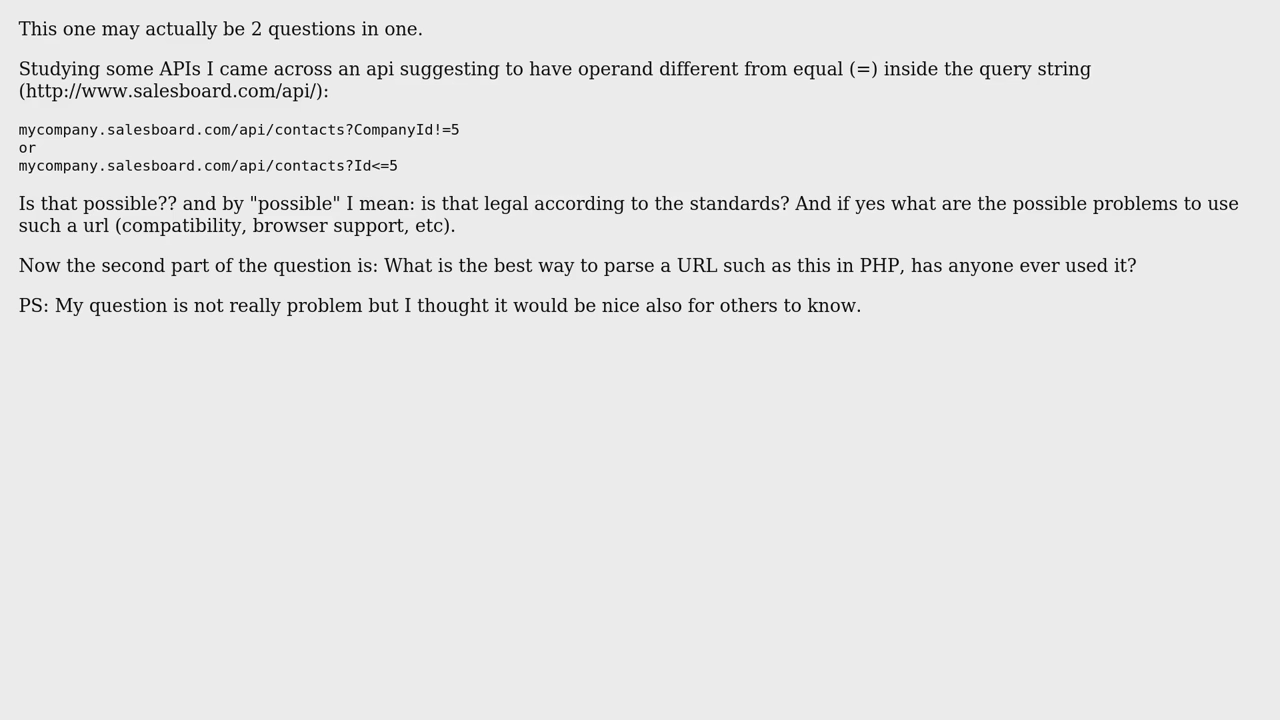 This one may actually be 2 questions in one.
Studying some APIs I came across an api suggesting to have operand different from equal (=) inside the query string
(http://www.salesboard.com/api/):
mycompany.salesboard.com/api/contacts?CompanyId!=5
or
mycompany.salesboard.com/api/contacts?Id<=5
Is that possible?? and by "possible" I mean: is that legal according to the standards? And if yes what are the possible problems to use
such a url (compatibility, browser support, etc).
Now the second part of the question is: What is the best way to parse a URL such as this in PHP, has anyone ever used it?
PS: My question is not really problem but I thought it would be nice also for others to know.